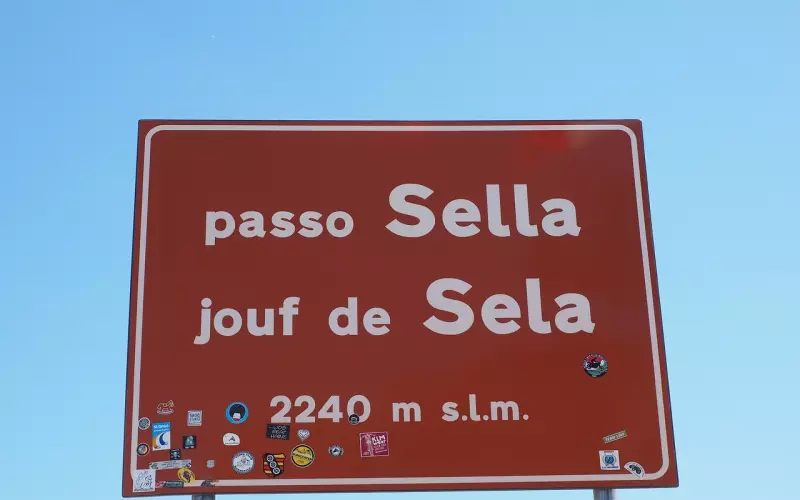 passo Sella
jouf de Sela
2240 m s.l.m.